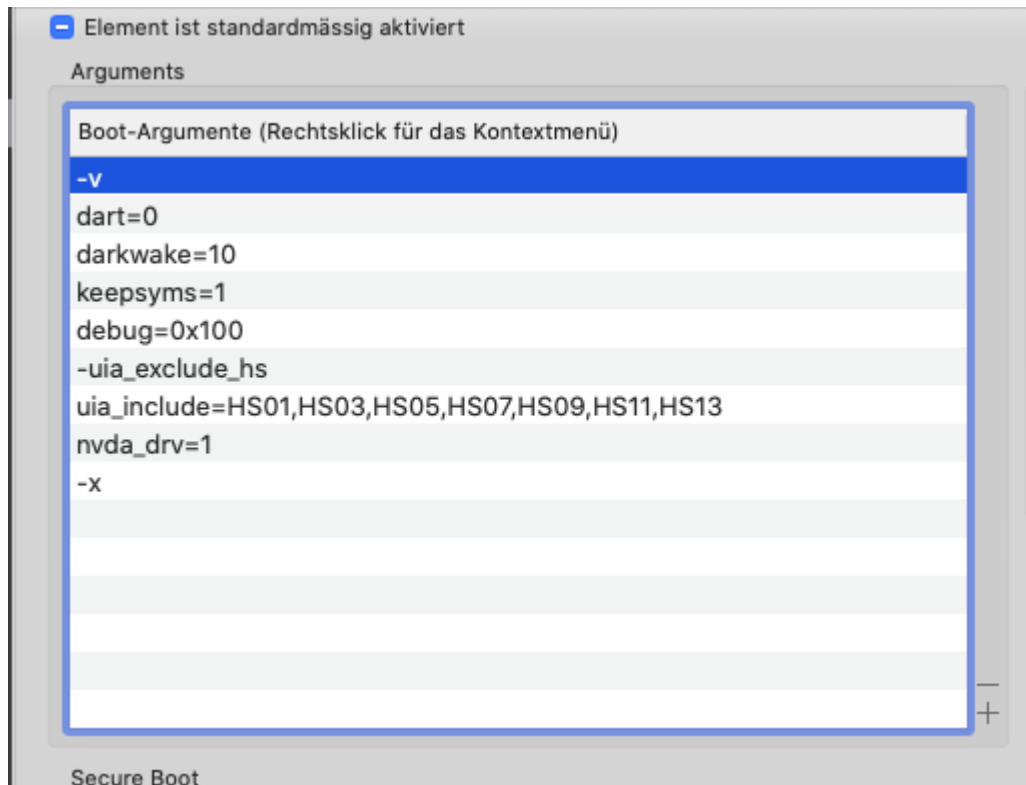 Element ist standardmässig aktiviert
Arguments
Boot-Argumente (Rechtsklick für das Kontextmenü)
-v
dart=0
darkwake=10
keepsyms=1
debug=0x100
-uia_exclude_hs
uia_include=HS01,HS03,HS05,HS07,HS09,HS11,HS13
nvda_drv=1
-x
Secure Boot